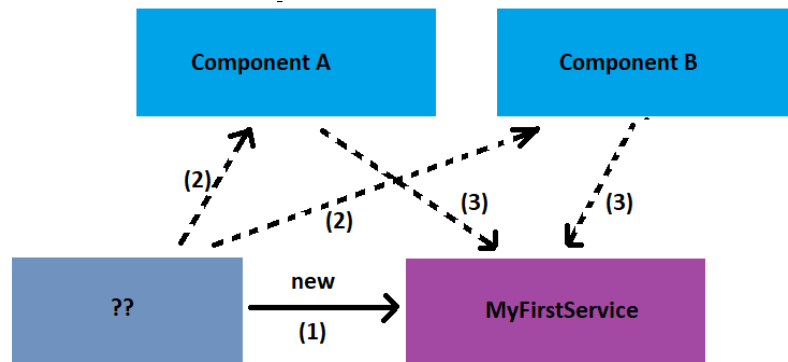 Component A
Component B
(2)
(2)
(3)
(3)
??
new
(1)
MyFirstService